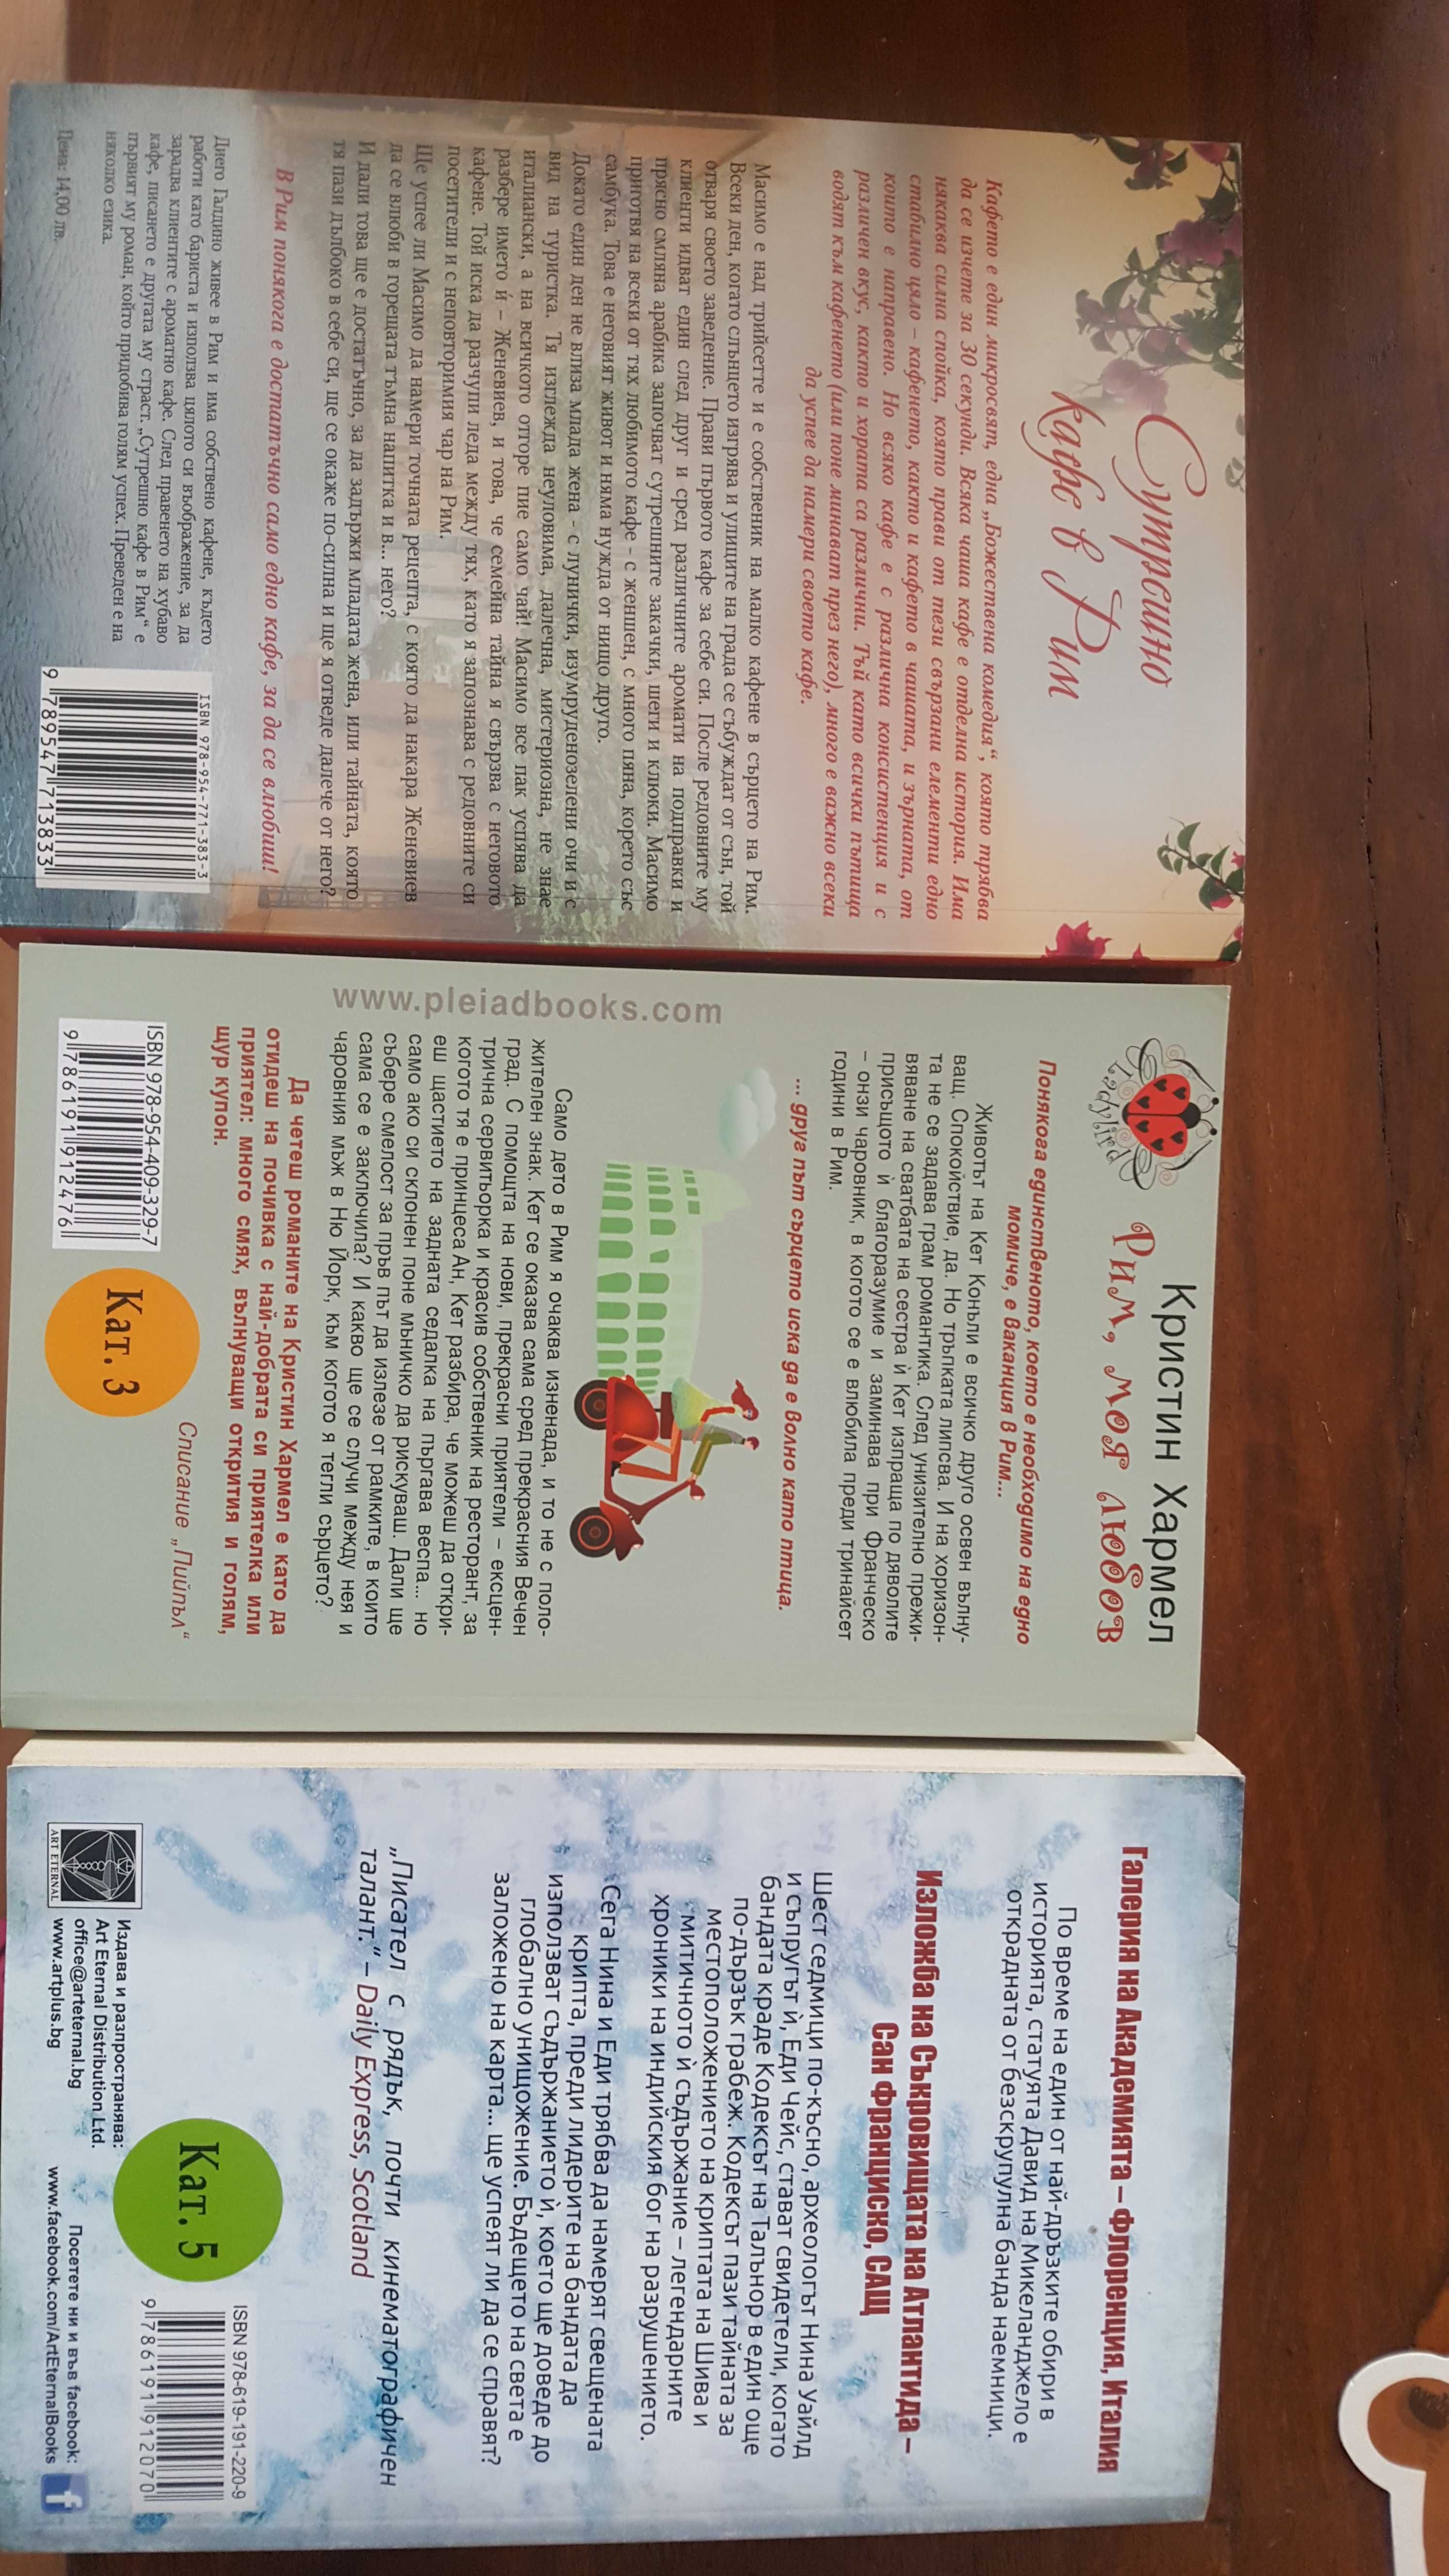 Сутрешно
кафе в Рим
Кафето е един микросвят, една „Божествена комедия“, която трябва
да се изчете за 30 секунди. Всяка чаша кафе е отделна история. Има
някаква силна спойка, която прави от тези свързани елементи едно
стабилно цяло – кафенето, както и кафето в чашата, и зърната, от
които е направено. Но всяко кафе е с различна консистенция и с
различен вкус, както и хората са различни. Тъй като всички пътища
водят към кафенето (или поне минават през него), много е важно всеки
да успее да намери своето кафе.
Масимо е над трийсетте и е собственик на малко кафене в сърцето на Рим.
Всеки ден, когато слънцето изгрява и улиците на града се събуждат от сън, той
отваря своето заведение. Прави първото кафе за себе си. После редовните му
клиенти идват един след друг и сред различните аромати на подправки и
прясно смляна арабика започват сутрешните закачки, шеги и клюки. Масимо
приготвя на всеки от тях любимото кафе - с женшен, с много пяна, корето със
самбука. Това е неговият живот и няма нужда от нищо друго.
Докато един ден не влиза млада жена - с лунички, изумруденозелени очи и с
вид на туристка. Тя изглежда неуловима, далечна, мистериозна, не знае
италиански, а на всичкото отгоре пие само чай! Масимо все пак успява да
разбере името ѝ – Женевиев, и това, че семейна тайна я свързва с неговото
кафене. Той иска да разчупи леда между тях, като я запознава с редовните си
посетители и с неповторимия чар на Рим.
Ще успее ли Масимо да намери точната рецепта, с която да накара Женевиев
да се влюби в горещата тъмна напитка и в... него?
И дали това ще е достатъчно, за да задържи младата жена, или тайната, която
тя пази дълбоко в себе си, ще се окаже по-силна и ще я отведе далече от него?
В Рим понякога е достатъчно само едно кафе, за да се влюбиш!
Диего Галдино живее в Рим и има собствено кафене, където
работи като бариста и използва цялото си въображение, за да
зарадва клиентите с ароматно кафе. След правенето на хубаво
кафе, писането е другата му страст. „Сутрешно кафе в Рим“ е
първият му роман, който придобива голям успех. Преведен е на
няколко езика.
Цена: 14,00 лв.
ISBN 978-954-771-383-3
9 789547 713833
Ladybird
Кристин Хармел
Рим, моя любов
Понякога единственото, което е необходимо на едно
момиче, е ваканция в Рим...
Животът на Кет Конъли е всичко друго освен вълну-
ващ. Спокойствие, да. Но тръпката липсва. И на хоризон-
та не се задава грам романтика. След унизително прежи-
вяване на сватбата на сестра ѝ Кет изпраща по дяволите
присъщото ѝ благоразумие и заминава при Франческо
– онзи чаровник, в когото се е влюбила преди тринайсет
години в Рим.
... друг път сърцето иска да е волно като птица.
Само дето в Рим я очаква изненада, и то не с поло-
жителен знак. Кет се оказва сама сред прекрасния Вечен
град. С помощта на нови, прекрасни приятели – ексцен-
трична сервитьорка и красив собственик на ресторант, за
когото тя е принцеса Ан, Кет разбира, че можеш да откри-
еш щастието на задната седалка на пъргава веспа... но
само ако си склонен поне мъничко да рискуваш. Дали ще
събере смелост за пръв път да излезе от рамките, в които
сама се е заключила? И какво ще се случи между нея и
чаровния мъж в Ню Йорк, към когото я тегли сърцето?
www.pleiadbooks.com
Да четеш романите на Кристин Хармел е като да
отидеш на почивка с най-добрата си приятелка или
приятел: много смях, вълнуващи открития и голям,
щур купон.
Списание „Пийпъл“
ISBN 978-954-409-329-7
9 786191 912476
Кат. 3
Галерия на Академията – Флоренция, Италия
По време на един от най-дръзките обири в
историята, статуята Давид на Микеланджело е
открадната от безскрупулна банда наемници.
Изложба на Съкровищата на Атлантида –
Сан Франциско, САЩ
Шест седмици по-късно, археологът Нина Уайлд
и съпругът ѝ, Еди Чейс, стават свидетели, когато
бандата краде Кодексът на Талънор в един още
по-дързък грабеж. Кодексът пази тайната за
местоположението на криптата на Шива и
митичното ѝ съдържание – легендарните
хроники на индийския бог на разрушението.
Сега Нина и Еди трябва да намерят свещената
крипта, преди лидерите на бандата да
използват съдържанието ѝ, което ще доведе до
глобално унищожение. Бъдещето на света е
заложено на карта... ще успеят ли да се справят?
„Писател с рядък, почти кинематографичен
талант.“ – Daily Express, Scotland
ART ETERNAL
Издава и разпространява:
Art Eternal Distribution Ltd.
office@arteternal.bg
www.artplus.bg
Кат. 5
Посетете ни и във facebook:
www.facebook.com/ArtEternalBooks
ISBN 978-619-191-220-9
9 786191 912070